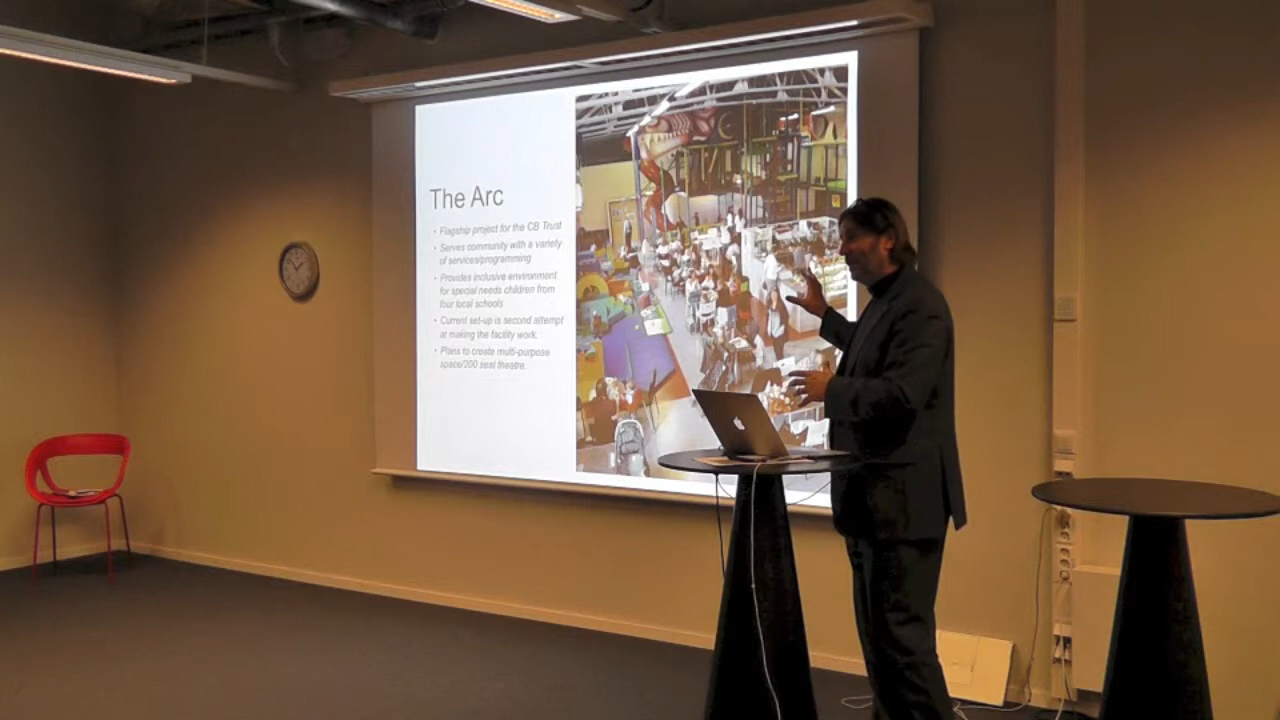 The Arc
• Flagship project for the CB Trust
• Serves community with a variety
of services/programming
• Provides inclusive environment
for special needs children from
four local schools
• Current set-up is second attempt
at making the facility work.
• Plans to create multi-purpose
space/200 seat theatre.